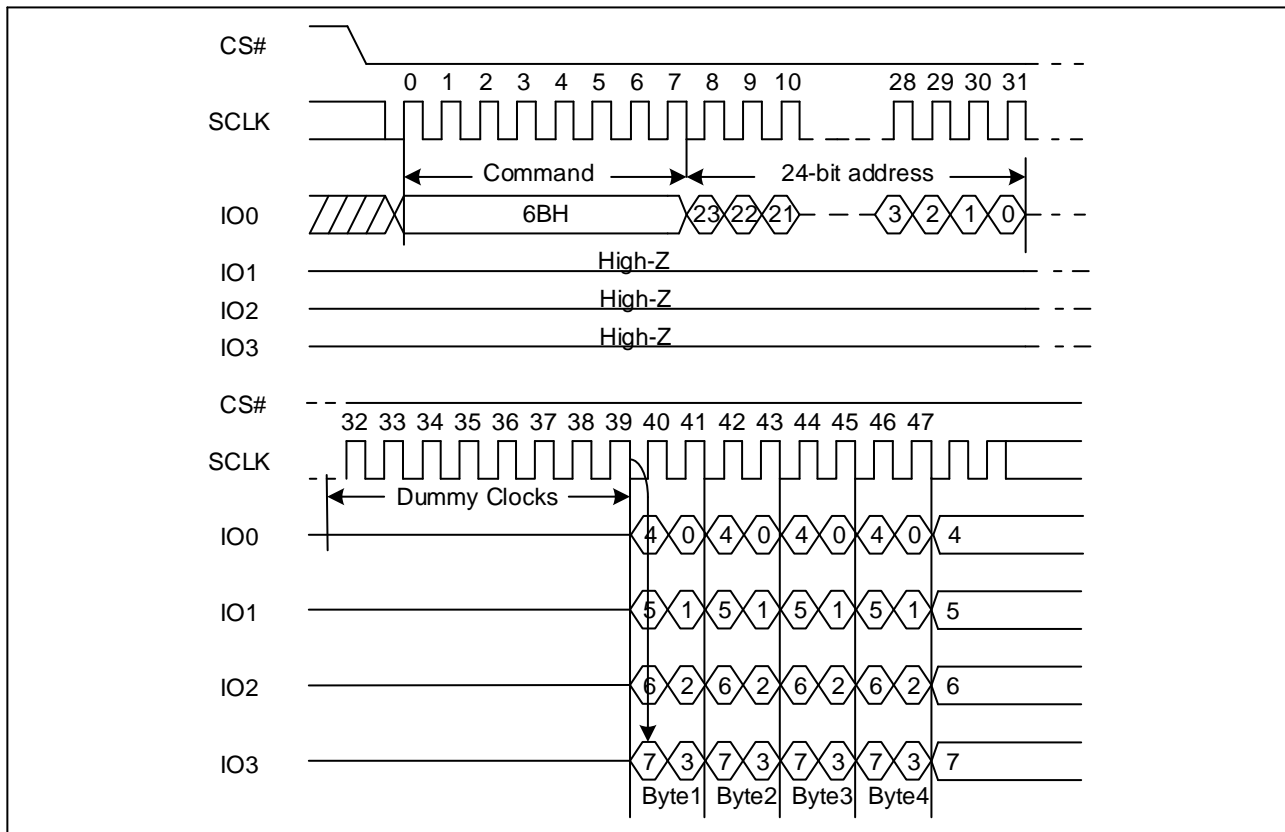 CS#
0 1 2 3 4 5 6 7 8 9 10 28 29 30 31
SCLK
Command 24-bit address
IO0 6BH 23 22 21 3 2 1 0
High-Z
IO1
High-Z
IO2
High-Z
IO3
CS#
32 33 34 35 36 37 38 39 40 41 42 43 44 45 46 47
SCLK
Dummy Clocks
IO0 4 0 4 0 4 0 4 0 4
IO1 5 1 5 1 5 1 5 1 5
IO2 6 2 6 2 6 2 6 2 6
IO3 7 3 7 3 7 3 7 3 7
Byte1 Byte2 Byte3 Byte4